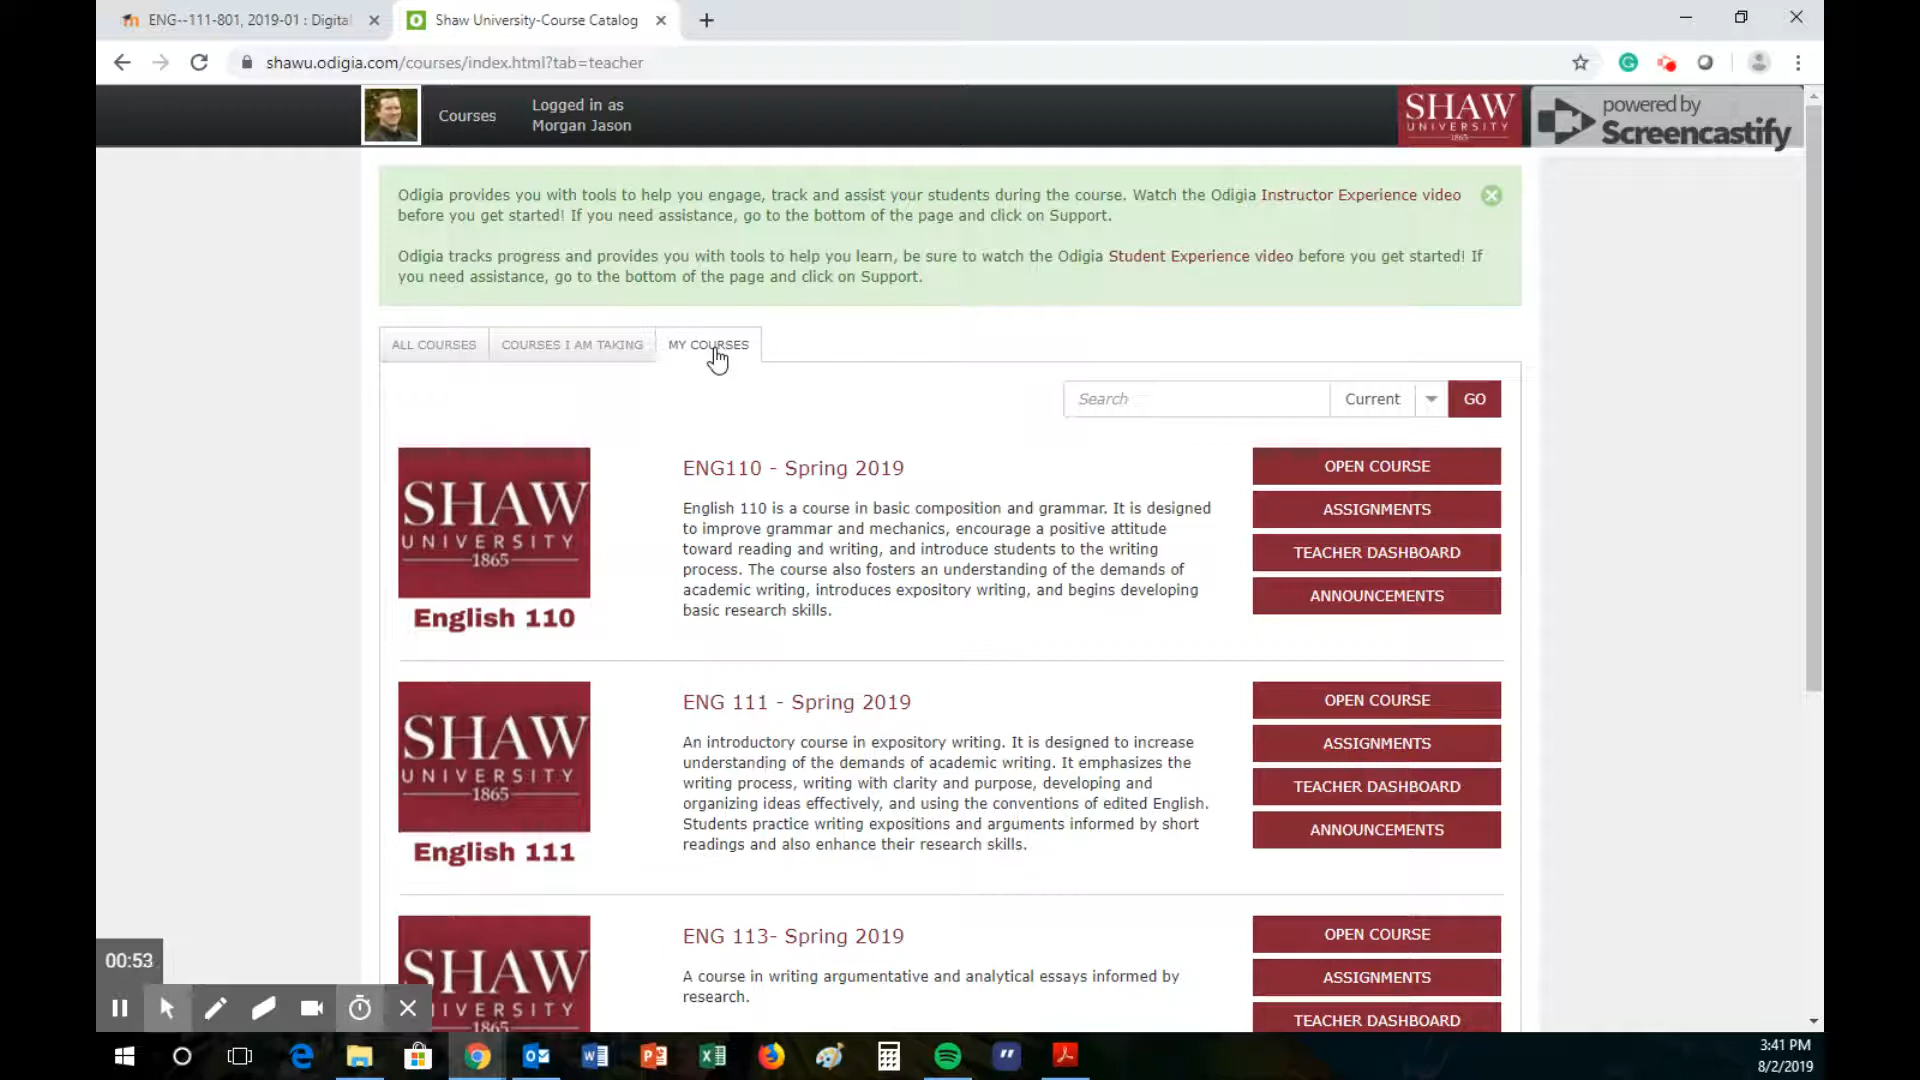 ENG--111-801, 2019-01 : Digital
Shaw University-Course Catalog
shawu.odigia.com/courses/index.html?tab=teacher
Courses
Logged in as
Morgan Jason
SHAW
UNIVERSITY
1865
powered by
Screencastify
Odigia provides you with tools to help you engage, track and assist your students during the course. Watch the Odigia Instructor Experience video
before you get started! If you need assistance, go to the bottom of the page and click on Support.
Odigia tracks progress and provides you with tools to help you learn, be sure to watch the Odigia Student Experience video before you get started! If
you need assistance, go to the bottom of the page and click on Support.
ALL COURSES
COURSES I AM TAKING
MY COURSES
Search
Current
GO
SHAW
UNIVERSITY
1865
English 110
ENG110 - Spring 2019
English 110 is a course in basic composition and grammar. It is designed
to improve grammar and mechanics, encourage a positive attitude
toward reading and writing, and introduce students to the writing
process. The course also fosters an understanding of the demands of
academic writing, introduces expository writing, and begins developing
basic research skills.
OPEN COURSE
ASSIGNMENTS
TEACHER DASHBOARD
ANNOUNCEMENTS
SHAW
UNIVERSITY
1865
English 111
ENG 111 - Spring 2019
An introductory course in expository writing. It is designed to increase
understanding of the demands of academic writing. It emphasizes the
writing process, writing with clarity and purpose, developing and
organizing ideas effectively, and using the conventions of edited English.
Students practice writing expositions and arguments informed by short
readings and also enhance their research skills.
OPEN COURSE
ASSIGNMENTS
TEACHER DASHBOARD
ANNOUNCEMENTS
SHAW
IVERSITY
1865
ENG 113- Spring 2019
A course in writing argumentative and analytical essays informed by
research.
OPEN COURSE
ASSIGNMENTS
TEACHER DASHBOARD
00:53
3:41 PM
8/2/2019